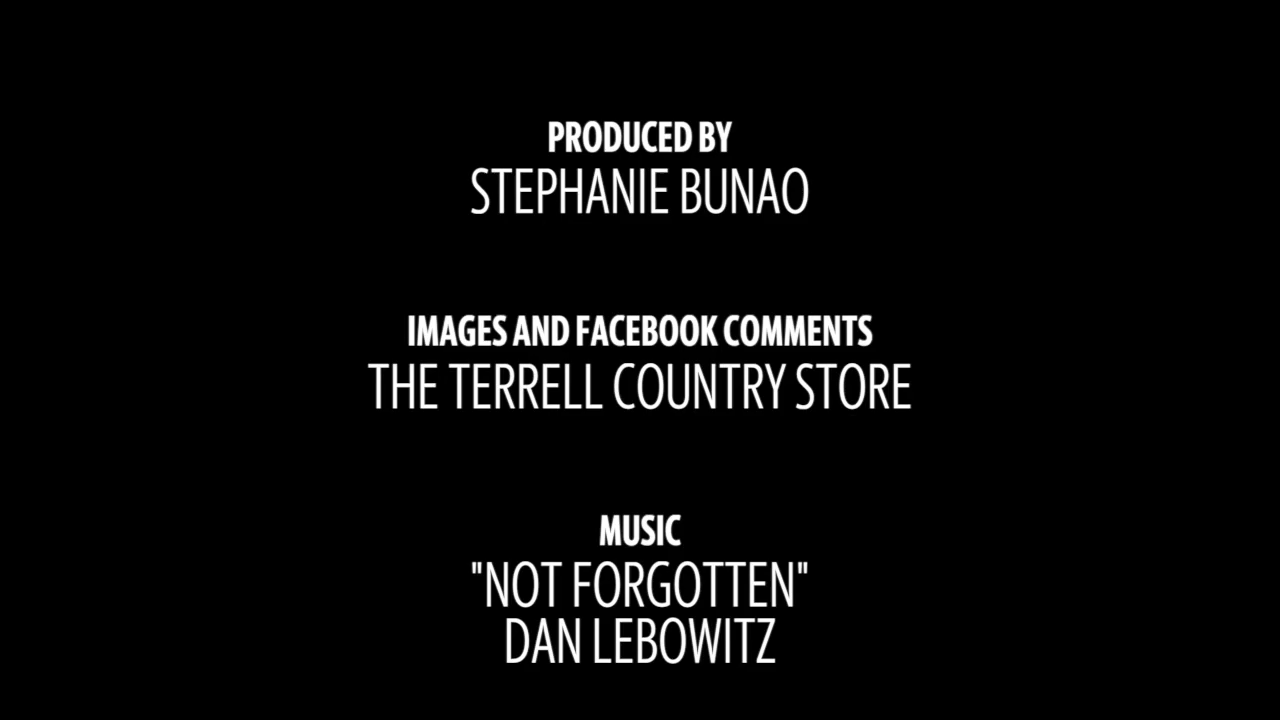 PRODUCED BY
STEPHANIE BUNAO
IMAGES AND FACEBOOK COMMENTS
THE TERRELL COUNTRY STORE
MUSIC
"NOT FORGOTTEN"
DAN LEBOWITZ